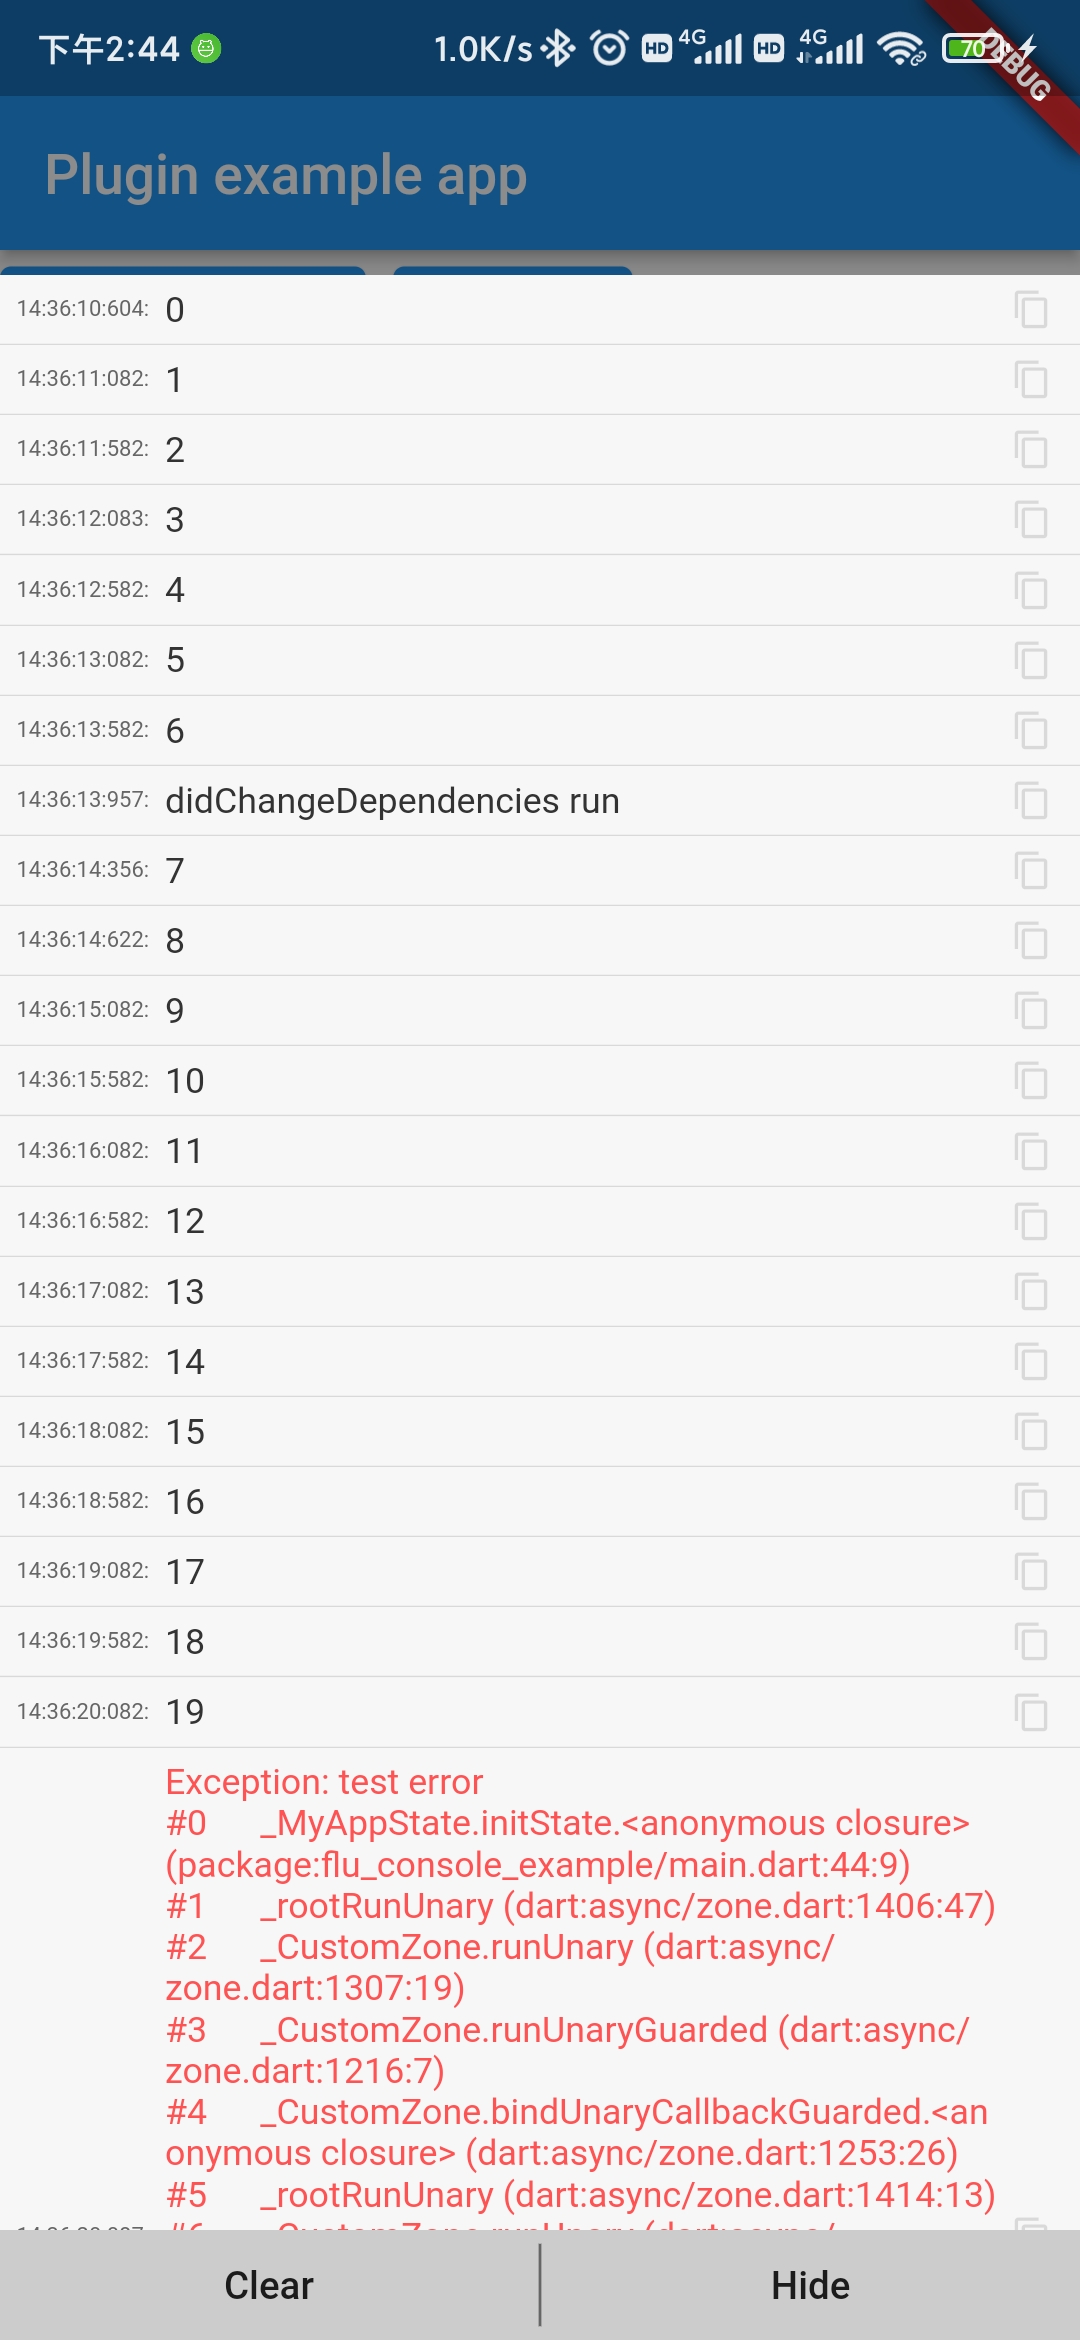 下午2:44 1.0K/s HD 4G HD 4G 70
DEBUG
Plugin example app
14:36:10:604: 0
14:36:11:082: 1
14:36:11:582: 2
14:36:12:083: 3
14:36:12:582: 4
14:36:13:082: 5
14:36:13:582: 6
14:36:13:957: didChangeDependencies run
14:36:14:356: 7
14:36:14:622: 8
14:36:15:082: 9
14:36:15:582: 10
14:36:16:082: 11
14:36:16:582: 12
14:36:17:082: 13
14:36:17:582: 14
14:36:18:082: 15
14:36:18:582: 16
14:36:19:082: 17
14:36:19:582: 18
14:36:20:082: 19
Exception: test error
#0 _MyAppState.initState.<anonymous closure>
(package:flu_console_example/main.dart:44:9)
#1 _rootRunUnary (dart:async/zone.dart:1406:47)
#2 _CustomZone.runUnary (dart:async/
zone.dart:1307:19)
#3 _CustomZone.runUnaryGuarded (dart:async/
zone.dart:1216:7)
#4 _CustomZone.bindUnaryCallbackGuarded.<an
onymous closure> (dart:async/zone.dart:1253:26)
#5 _rootRunUnary (dart:async/zone.dart:1414:13)
#6 _CustomZone.runUnary (dart:async/
Clear Hide